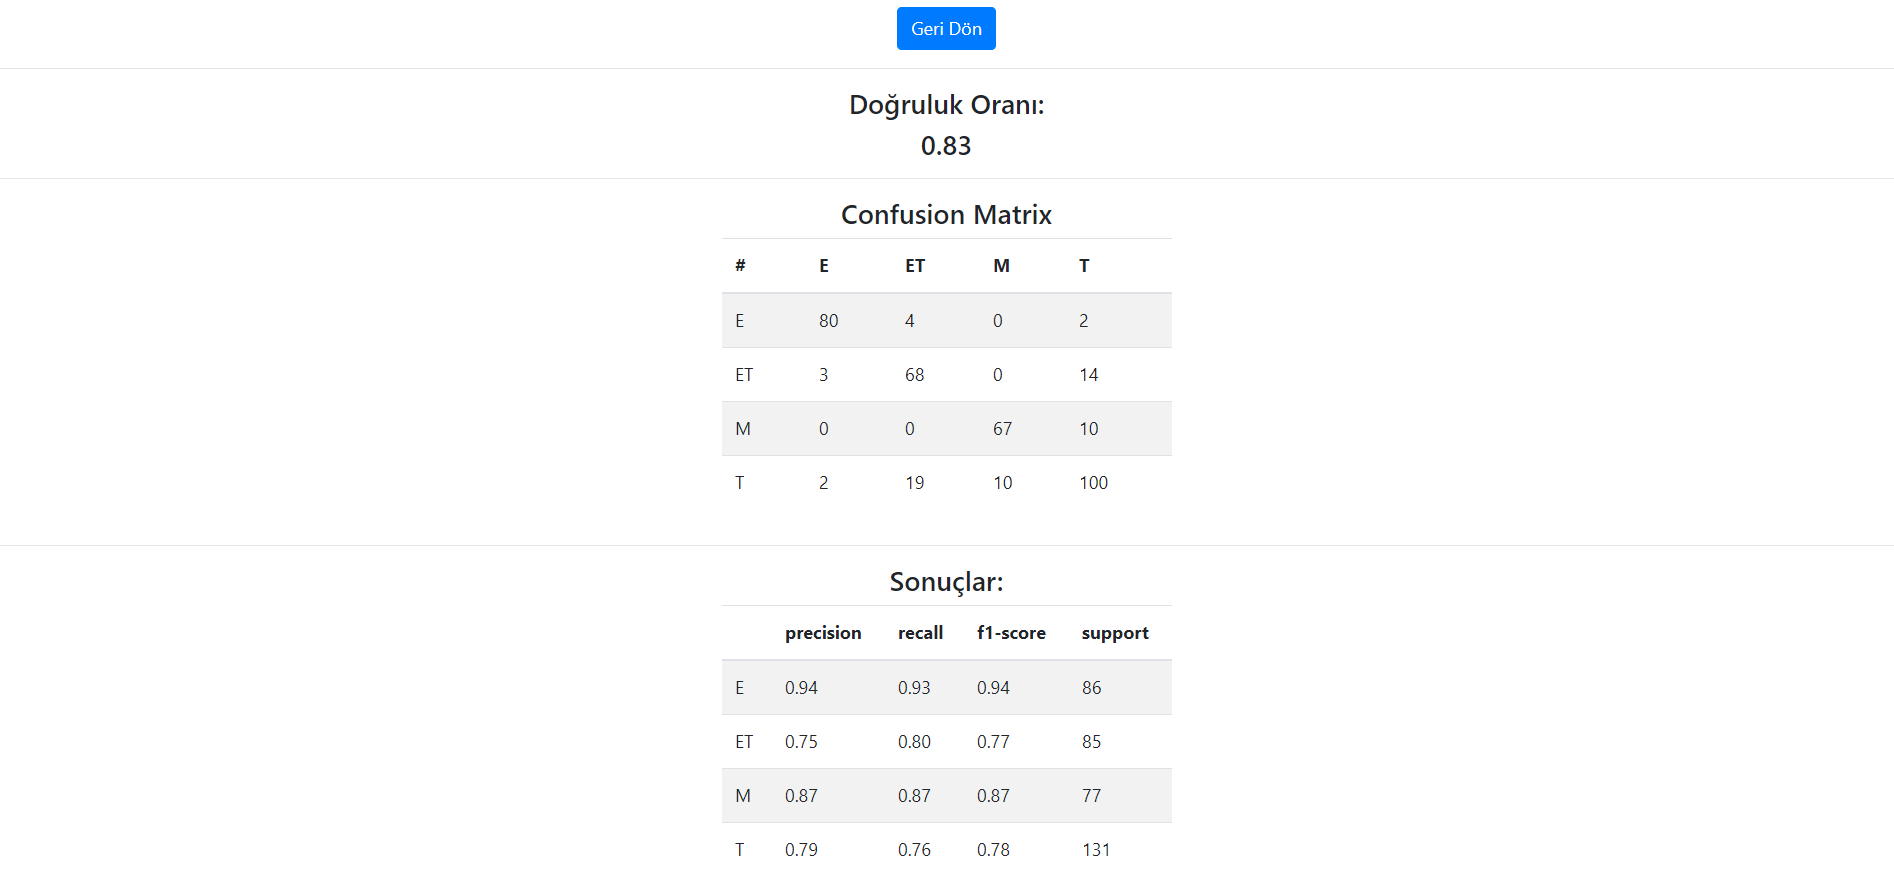 Geri Dön
Doğruluk Oranı:
0.83
Confusion Matrix
# E ET M T
E 80 4 0 2
ET 3 68 0 14
M 0 0 67 10
T 2 19 10 100
Sonuçlar:
precision recall f1-score support
E 0.94 0.93 0.94 86
ET 0.75 0.80 0.77 85
M 0.87 0.87 0.87 77
T 0.79 0.76 0.78 131